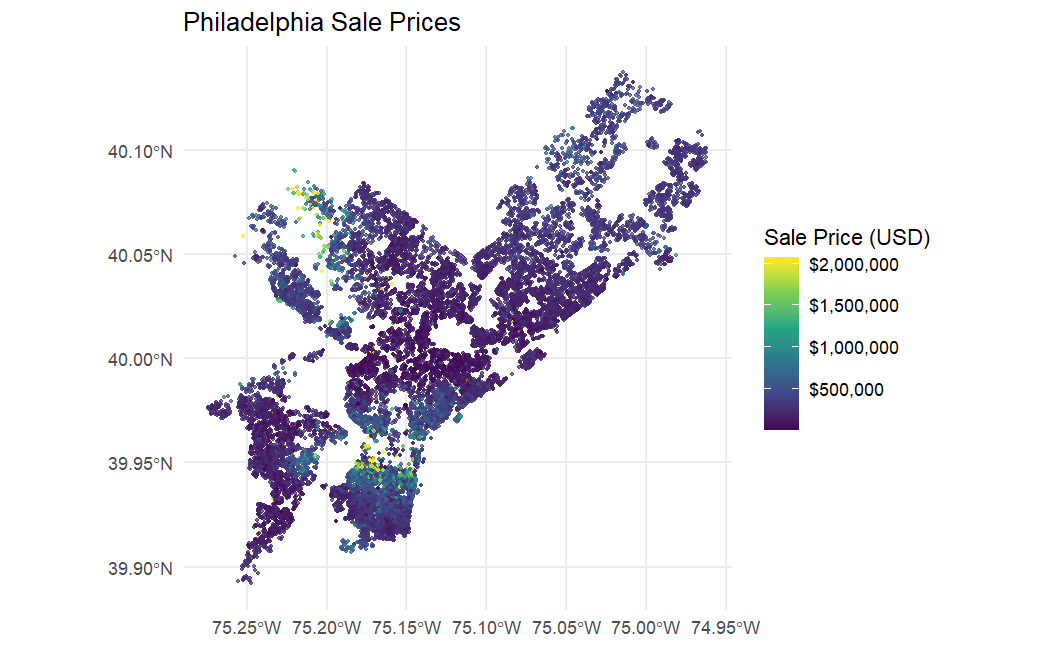 Philadelphia Sale Prices
40.10°N
40.05°N
40.00°N
39.95°N
39.90°N
75.25°W 75.20°W 75.15°W 75.10°W 75.05°W 75.00°W 74.95°W
Sale Price (USD)
$2,000,000
$1,500,000
$1,000,000
$500,000